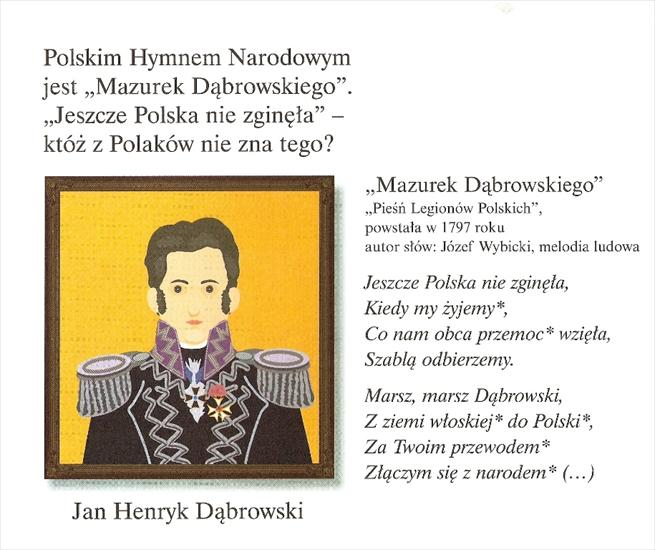 Polskim Hymnem Narodowym
jest „Mazurek Dąbrowskiego”.
„Jeszcze Polska nie zginęła” –
któż z Polaków nie zna tego?
„Mazurek Dąbrowskiego”
„Pieśń Legionów Polskich”,
powstała w 1797 roku
autor słów: Józef Wybicki, melodia ludowa
Jeszcze Polska nie zginęła,
Kiedy my żyjemy*,
Co nam obca przemoc* wzięła,
Szablą odbierzemy.
Marsz, marsz Dąbrowski,
Z ziemi włoskiej* do Polski*,
Za Twoim przewodem*
Złączym się z narodem* (…)
Jan Henryk Dąbrowski